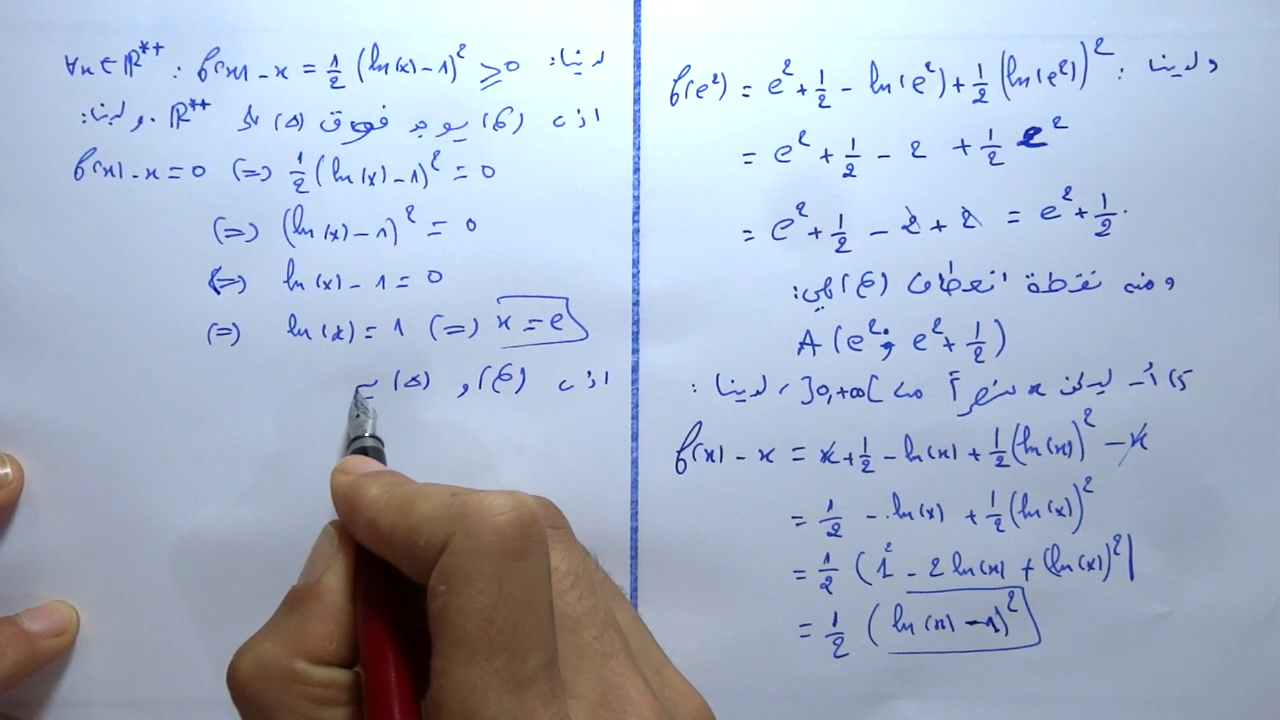 ولدينا : f(e²) = e² + 1/2 - ln(e²) + 1/2 (ln(e²))²
= e² + 1/2 - 2 + 1/2 2²
= e² + 1/2 - 2 + 2 = e² + 1/2.
ومنه نقطة انعطاف (C) هي:
A(e²; e² + 1/2)
5) أ- ليكن x عنصراً من ]0,+∞[ ، لدينا :
f(x) - x = x + 1/2 - ln(x) + 1/2 (ln(x))² - x
= 1/2 - ln(x) + 1/2 (ln(x))²
= 1/2 (1² - 2 ln(x) + (ln(x))²)
= 1/2 (ln(x) - 1)²
لدينا: ∀x ∈ ℝ*⁺ : f(x) - x = 1/2 (ln(x) - 1)² ≥ 0
اذن (C) يوجد فوق (Δ) على ℝ*⁺. ولدينا:
f(x) - x = 0 (=) 1/2 (ln(x) - 1)² = 0
(=) (ln(x) - 1)² = 0
(=) ln(x) - 1 = 0
(=) ln(x) = 1 (=) x = e
اذن (C) و (Δ)